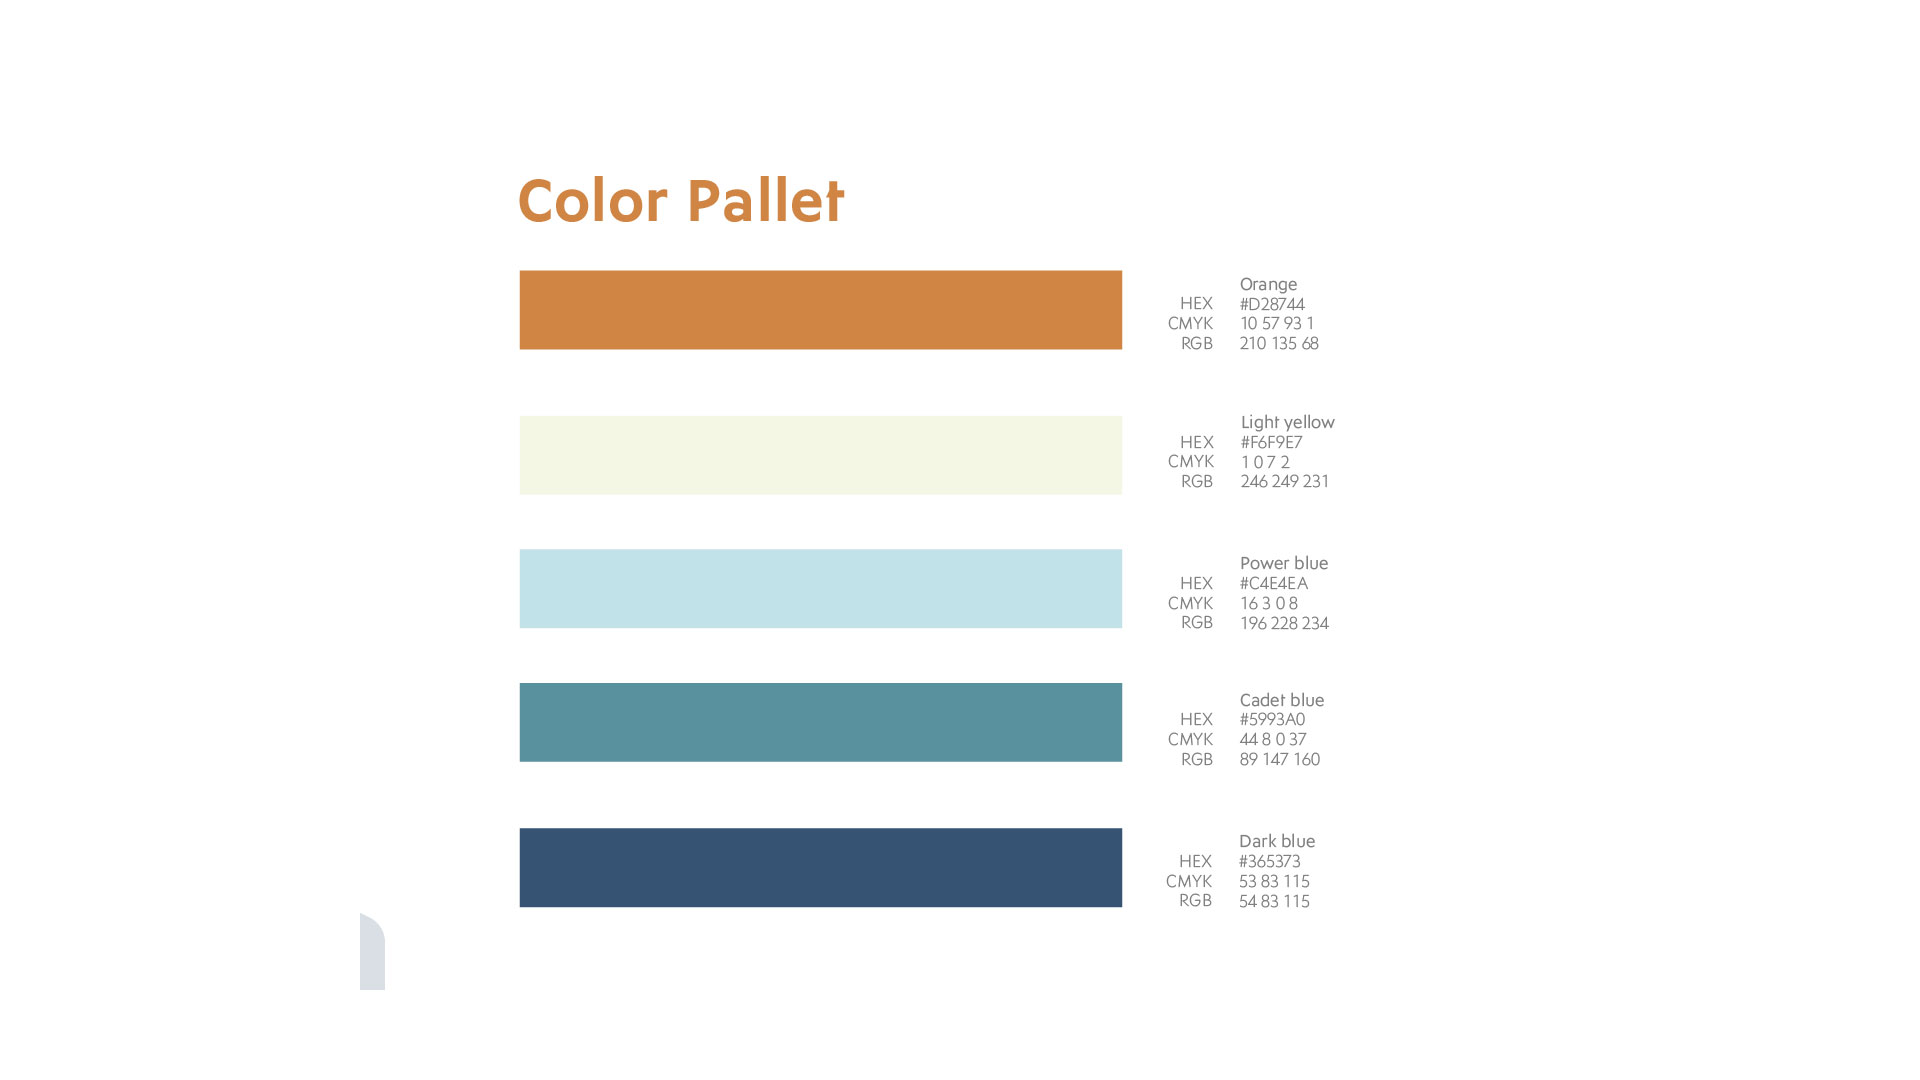 Color Pallet
Orange
HEX #D28744
CMYK 10 57 93 1
RGB 210 135 68
Light yellow
HEX #F6F9E7
CMYK 1 0 7 2
RGB 246 249 231
Power blue
HEX #C4E4EA
CMYK 16 3 0 8
RGB 196 228 234
Cadet blue
HEX #5993A0
CMYK 44 8 0 37
RGB 89 147 160
Dark blue
HEX #365373
CMYK 53 83 115
RGB 54 83 115